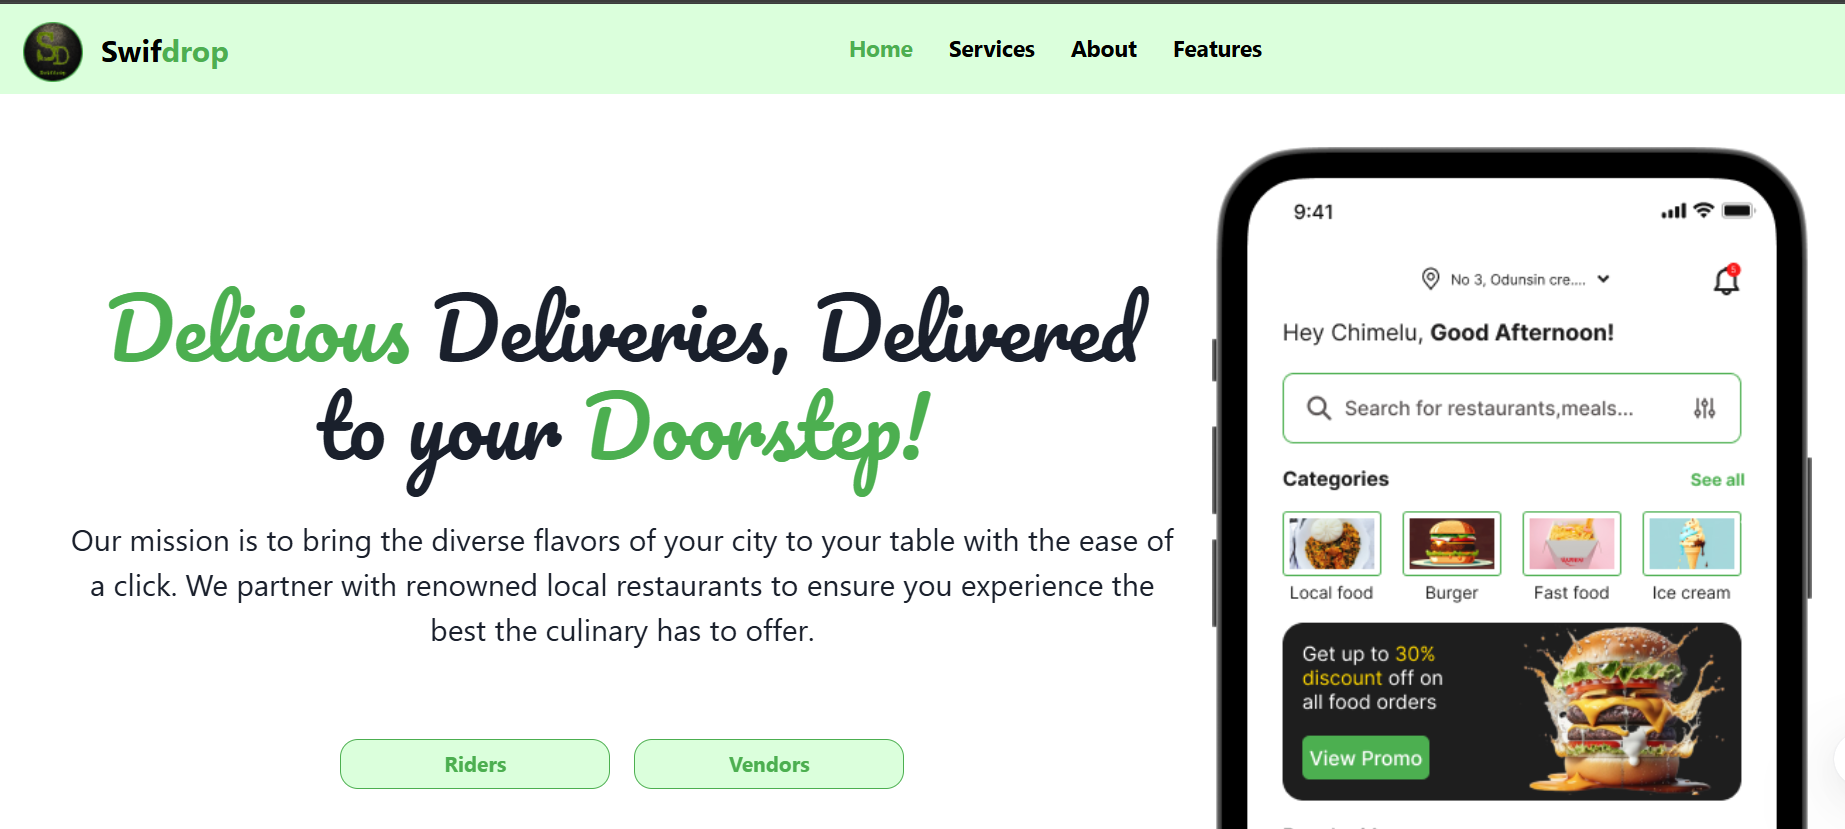 SD
Swifdrop
Home Services About Features
Delicious Deliveries, Delivered
to your Doorstep!
Our mission is to bring the diverse flavors of your city to your table with the ease of
a click. We partner with renowned local restaurants to ensure you experience the
best the culinary has to offer.
Riders Vendors
9:41
No 3, Odunsin cre....
5
Hey Chimelu, Good Afternoon!
Search for restaurants,meals...
Categories See all
Local food Burger Fast food Ice cream
Get up to 30%
discount off on
all food orders
View Promo